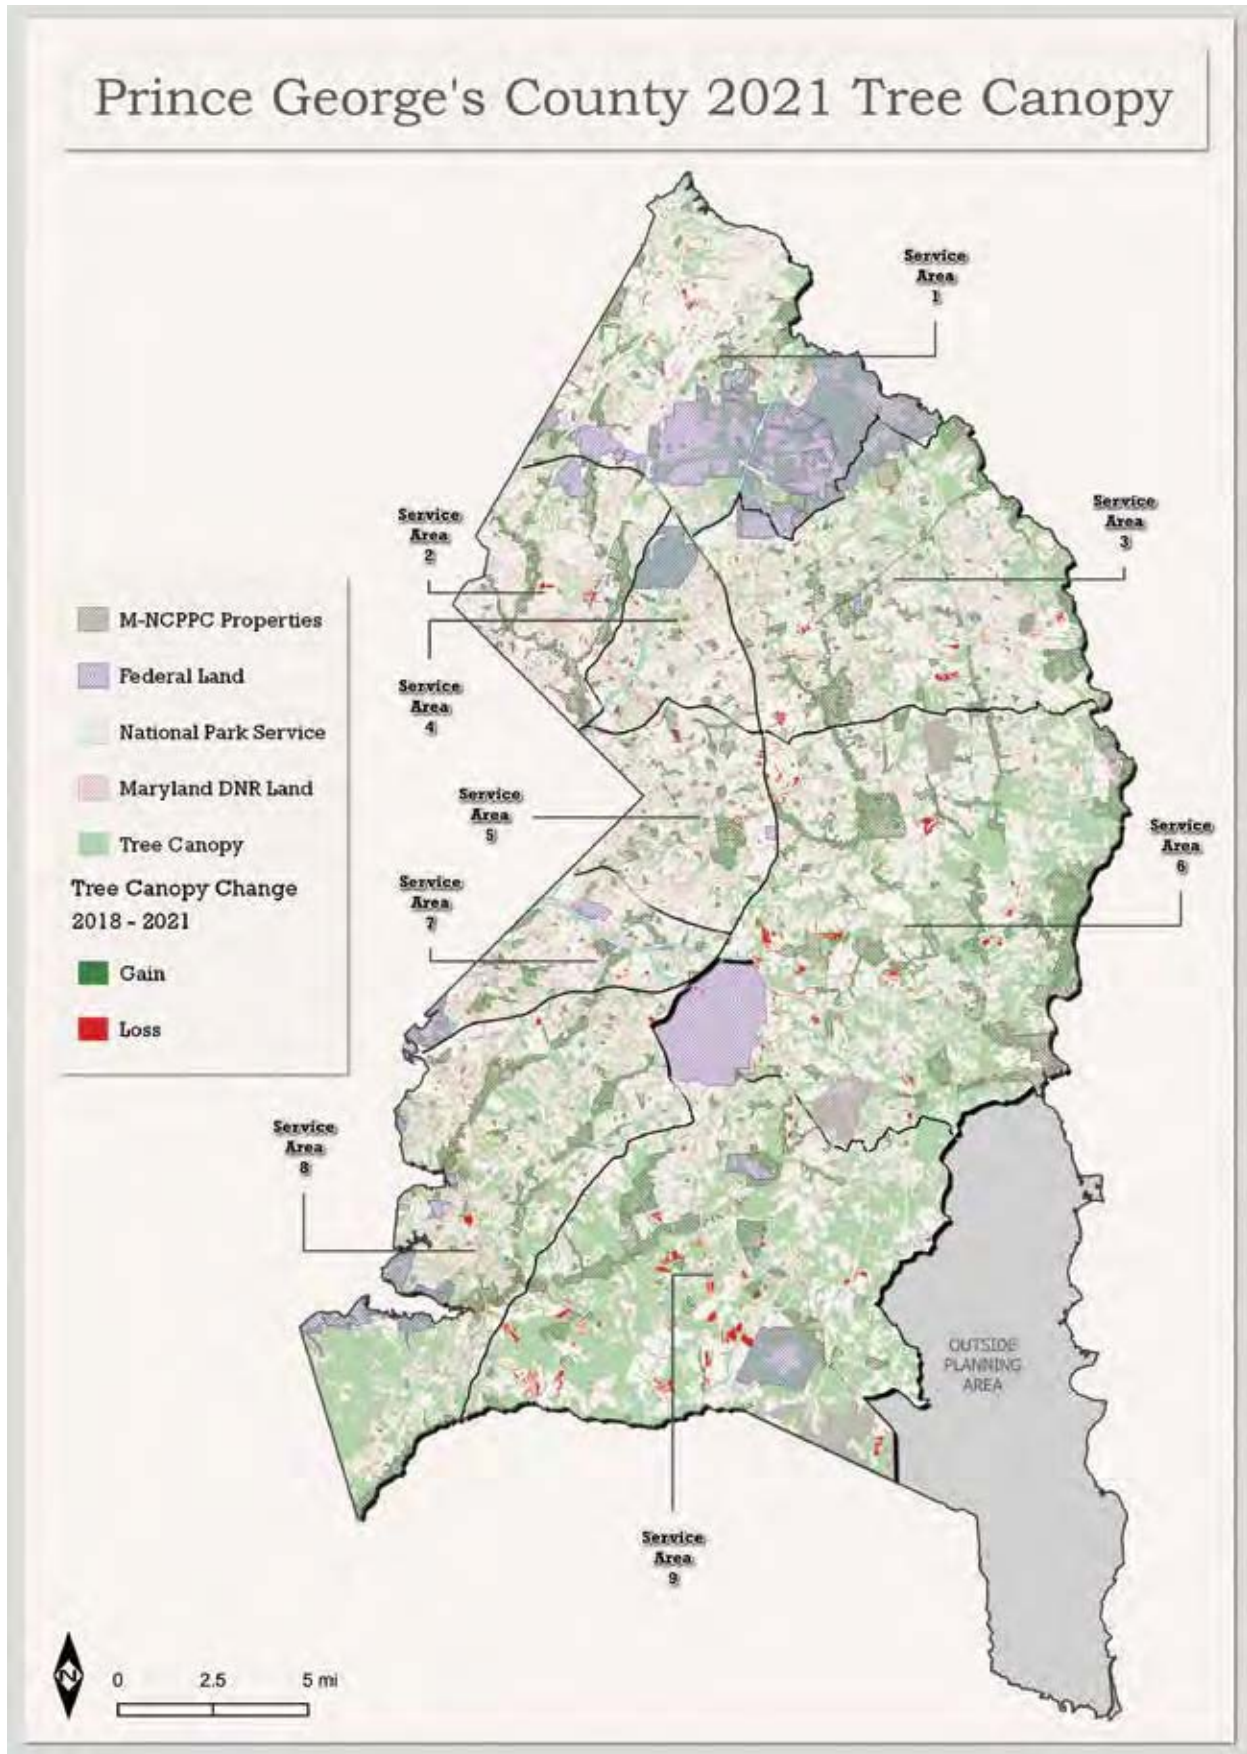 Prince George's County 2021 Tree Canopy
Service
Area
1
Service
Area
2
Service
Area
3
M-NCPPC Properties
Federal Land
National Park Service
Maryland DNR Land
Tree Canopy
Tree Canopy Change
2018 - 2021
Gain
Loss
Service
Area
4
Service
Area
5
Service
Area
6
Service
Area
7
Service
Area
8
OUTSIDE
PLANNING
AREA
Service
Area
9
N
0 2.5 5 mi